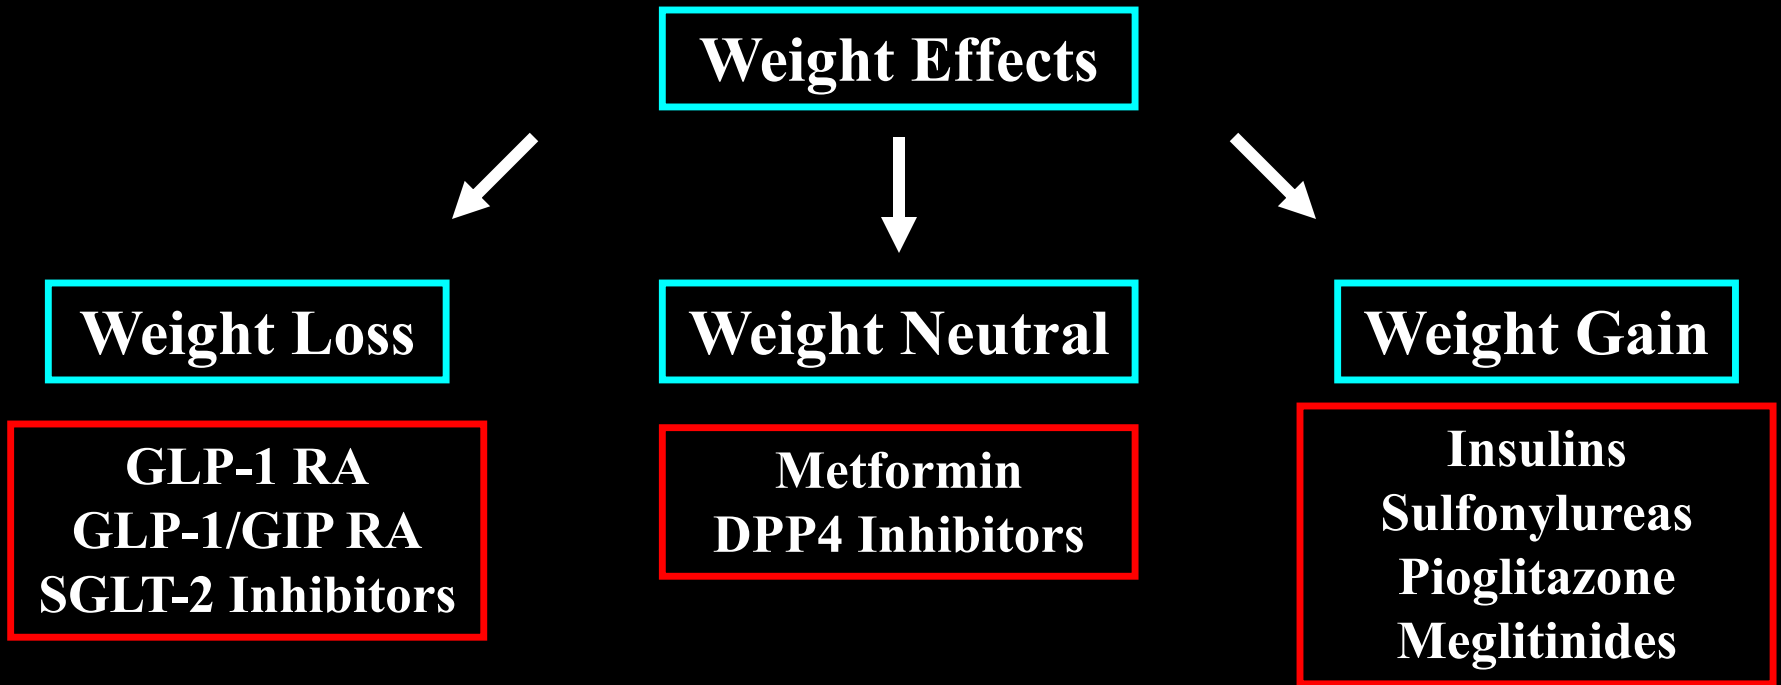 Weight Effects
Weight Loss
GLP-1 RA
GLP-1/GIP RA
SGLT-2 Inhibitors
Weight Neutral
Metformin
DPP4 Inhibitors
Weight Gain
Insulins
Sulfonylureas
Pioglitazone
Meglitinides